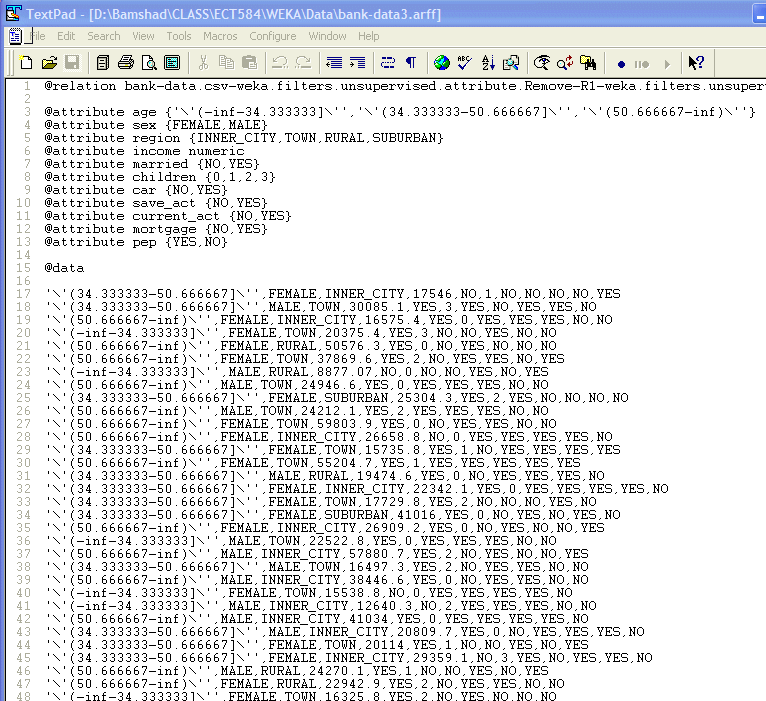 TextPad - [D:\Bamshad\CLASS\ECT584\WEKA\Data\bank-data3.arff]
File Edit Search View Tools Macros Configure Window Help
1 @relation bank-data.csv-weka.filters.unsupervised.attribute.Remove-R1-weka.filters.unsuper
2
3 @attribute age {'\'(-inf-34.333333]\'','\'(34.333333-50.666667]\'','\'(50.666667-inf)\''}
4 @attribute sex {FEMALE,MALE}
5 @attribute region {INNER_CITY,TOWN,RURAL,SUBURBAN}
6 @attribute income numeric
7 @attribute married {NO,YES}
8 @attribute children {0,1,2,3}
9 @attribute car {NO,YES}
10 @attribute save_act {NO,YES}
11 @attribute current_act {NO,YES}
12 @attribute mortgage {NO,YES}
13 @attribute pep {YES,NO}
14
15 @data
16
17 '\'(34.333333-50.666667]\'',FEMALE,INNER_CITY,17546,NO,1,NO,NO,NO,NO,YES
18 '\'(34.333333-50.666667]\'',MALE,TOWN,30085.1,YES,3,YES,NO,YES,YES,NO
19 '\'(50.666667-inf)\'',FEMALE,INNER_CITY,16575.4,YES,0,YES,YES,YES,NO,NO
20 '\'(-inf-34.333333]\'',FEMALE,TOWN,20375.4,YES,3,NO,NO,YES,NO,NO
21 '\'(50.666667-inf)\'',FEMALE,RURAL,50576.3,YES,0,NO,YES,NO,NO,NO
22 '\'(50.666667-inf)\'',FEMALE,TOWN,37869.6,YES,2,NO,YES,YES,NO,YES
23 '\'(-inf-34.333333]\'',MALE,RURAL,8877.07,NO,0,NO,NO,YES,NO,YES
24 '\'(50.666667-inf)\'',MALE,TOWN,24946.6,YES,0,YES,YES,YES,NO,NO
25 '\'(34.333333-50.666667]\'',FEMALE,SUBURBAN,25304.3,YES,2,YES,NO,NO,NO,NO
26 '\'(50.666667-inf)\'',MALE,TOWN,24212.1,YES,2,YES,YES,YES,NO,NO
27 '\'(50.666667-inf)\'',FEMALE,TOWN,59803.9,YES,0,NO,YES,YES,NO,NO
28 '\'(50.666667-inf)\'',FEMALE,INNER_CITY,26658.8,NO,0,YES,YES,YES,YES,NO
29 '\'(34.333333-50.666667]\'',FEMALE,TOWN,15735.8,YES,1,NO,YES,YES,YES,YES
30 '\'(50.666667-inf)\'',FEMALE,TOWN,55204.7,YES,1,YES,YES,YES,YES,YES
31 '\'(34.333333-50.666667]\'',MALE,RURAL,19474.6,YES,0,NO,YES,YES,YES,NO
32 '\'(34.333333-50.666667]\'',FEMALE,INNER_CITY,22342.1,YES,0,YES,YES,YES,YES,NO
33 '\'(34.333333-50.666667]\'',FEMALE,TOWN,17729.8,YES,2,NO,NO,NO,YES,NO
34 '\'(34.333333-50.666667]\'',FEMALE,SUBURBAN,41016,YES,0,NO,YES,NO,YES,NO
35 '\'(50.666667-inf)\'',FEMALE,INNER_CITY,26909.2,YES,0,NO,YES,NO,NO,YES
36 '\'(-inf-34.333333]\'',MALE,TOWN,22522.8,YES,0,YES,YES,YES,NO,NO
37 '\'(50.666667-inf)\'',MALE,INNER_CITY,57880.7,YES,2,NO,YES,NO,NO,YES
38 '\'(34.333333-50.666667]\'',MALE,TOWN,16497.3,YES,2,NO,YES,YES,NO,NO
39 '\'(50.666667-inf)\'',MALE,INNER_CITY,38446.6,YES,0,NO,YES,YES,NO,NO
40 '\'(-inf-34.333333]\'',FEMALE,TOWN,15538.8,NO,0,YES,YES,YES,YES,NO
41 '\'(-inf-34.333333]\'',MALE,INNER_CITY,12640.3,NO,2,YES,YES,YES,NO,NO
42 '\'(50.666667-inf)\'',MALE,INNER_CITY,41034,YES,0,YES,YES,YES,YES,NO
43 '\'(34.333333-50.666667]\'',MALE,INNER_CITY,20809.7,YES,0,NO,YES,YES,YES,NO
44 '\'(34.333333-50.666667]\'',FEMALE,TOWN,20114,YES,1,NO,NO,YES,NO,YES
45 '\'(34.333333-50.666667]\'',FEMALE,INNER_CITY,29359.1,NO,3,YES,NO,YES,YES,NO
46 '\'(50.666667-inf)\'',MALE,RURAL,24270.1,YES,1,NO,NO,YES,NO,YES
47 '\'(50.666667-inf)\'',FEMALE,RURAL,22942.9,YES,2,NO,YES,YES,NO,NO
48 '\'(-inf-34.333333]\'',FEMALE,TOWN,16325.8,YES,2,NO,YES,NO,NO,NO